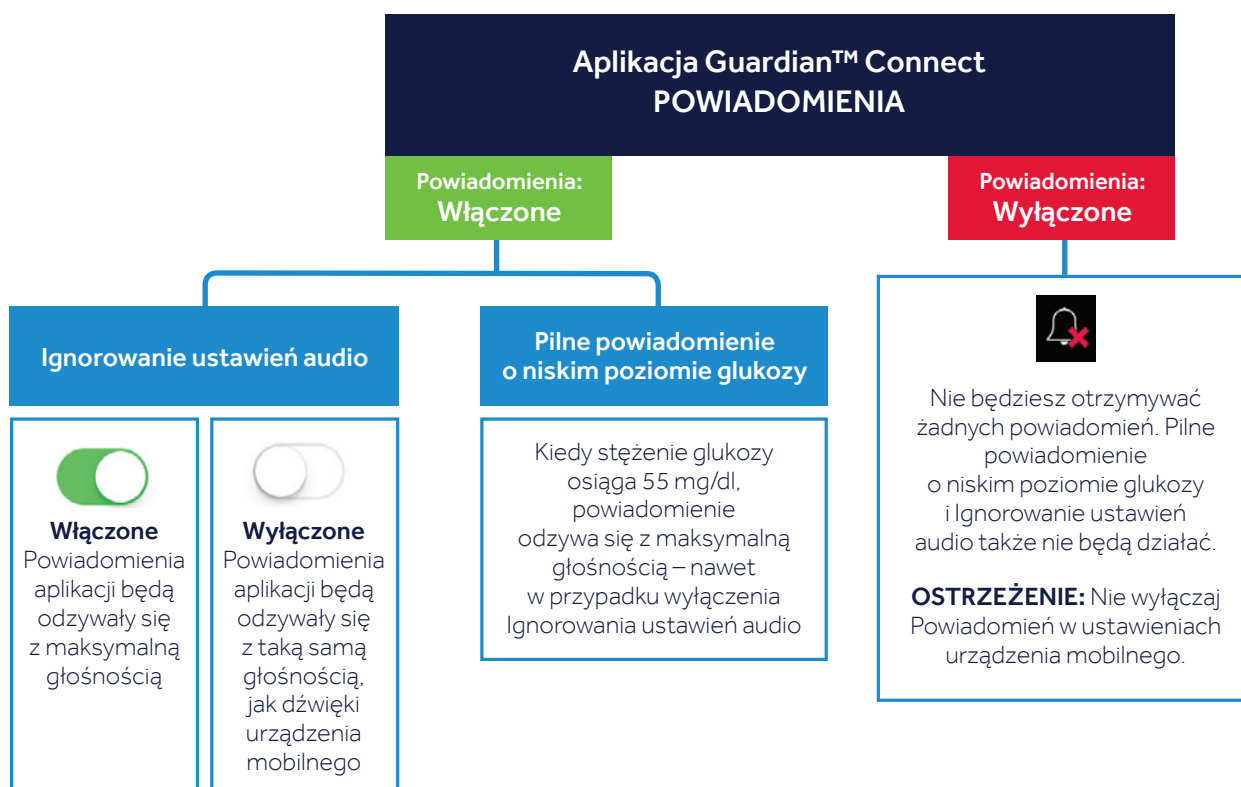 Aplikacja Guardian™ Connect
POWIADOMIENIA
Powiadomienia:
Włączone
Powiadomienia:
Wyłączone
Ignorowanie ustawień audio
Włączone
Powiadomienia
aplikacji będą
odzywały się
z maksymalną
głośnością
Wyłączone
Powiadomienia
aplikacji będą
odzywały się
z taką samą
głośnością,
jak dźwięki
urządzenia
mobilnego
Pilne powiadomienie
o niskim poziomie glukozy
Kiedy stężenie glukozy
osiąga 55 mg/dl,
powiadomienie
odzywa się z maksymalną
głośnością – nawet
w przypadku wyłączenia
Ignorowania ustawień audio
Nie będziesz otrzymywać
żadnych powiadomień. Pilne
powiadomienie
o niskim poziomie glukozy
i Ignorowanie ustawień
audio także nie będą działać.
OSTRZEŻENIE: Nie wyłączaj
Powiadomień w ustawieniach
urządzenia mobilnego.